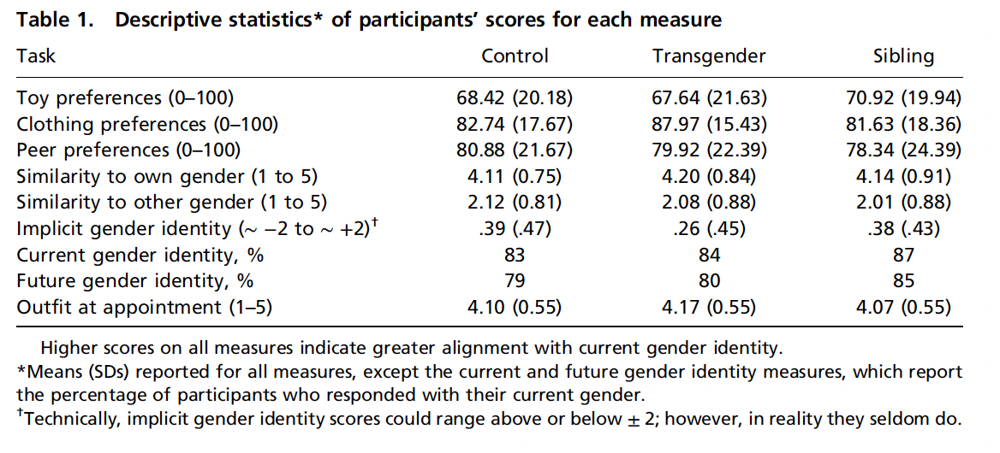 Table 1. Descriptive statistics* of participants' scores for each measure
Task Control Transgender Sibling
Toy preferences (0–100) 68.42 (20.18) 67.64 (21.63) 70.92 (19.94)
Clothing preferences (0–100) 82.74 (17.67) 87.97 (15.43) 81.63 (18.36)
Peer preferences (0–100) 80.88 (21.67) 79.92 (22.39) 78.34 (24.39)
Similarity to own gender (1 to 5) 4.11 (0.75) 4.20 (0.84) 4.14 (0.91)
Similarity to other gender (1 to 5) 2.12 (0.81) 2.08 (0.88) 2.01 (0.88)
Implicit gender identity (∼ −2 to ∼ +2)† .39 (.47) .26 (.45) .38 (.43)
Current gender identity, % 83 84 87
Future gender identity, % 79 80 85
Outfit at appointment (1–5) 4.10 (0.55) 4.17 (0.55) 4.07 (0.55)
Higher scores on all measures indicate greater alignment with current gender identity.
*Means (SDs) reported for all measures, except the current and future gender identity measures, which report
the percentage of participants who responded with their current gender.
†Technically, implicit gender identity scores could range above or below ± 2; however, in reality they seldom do.